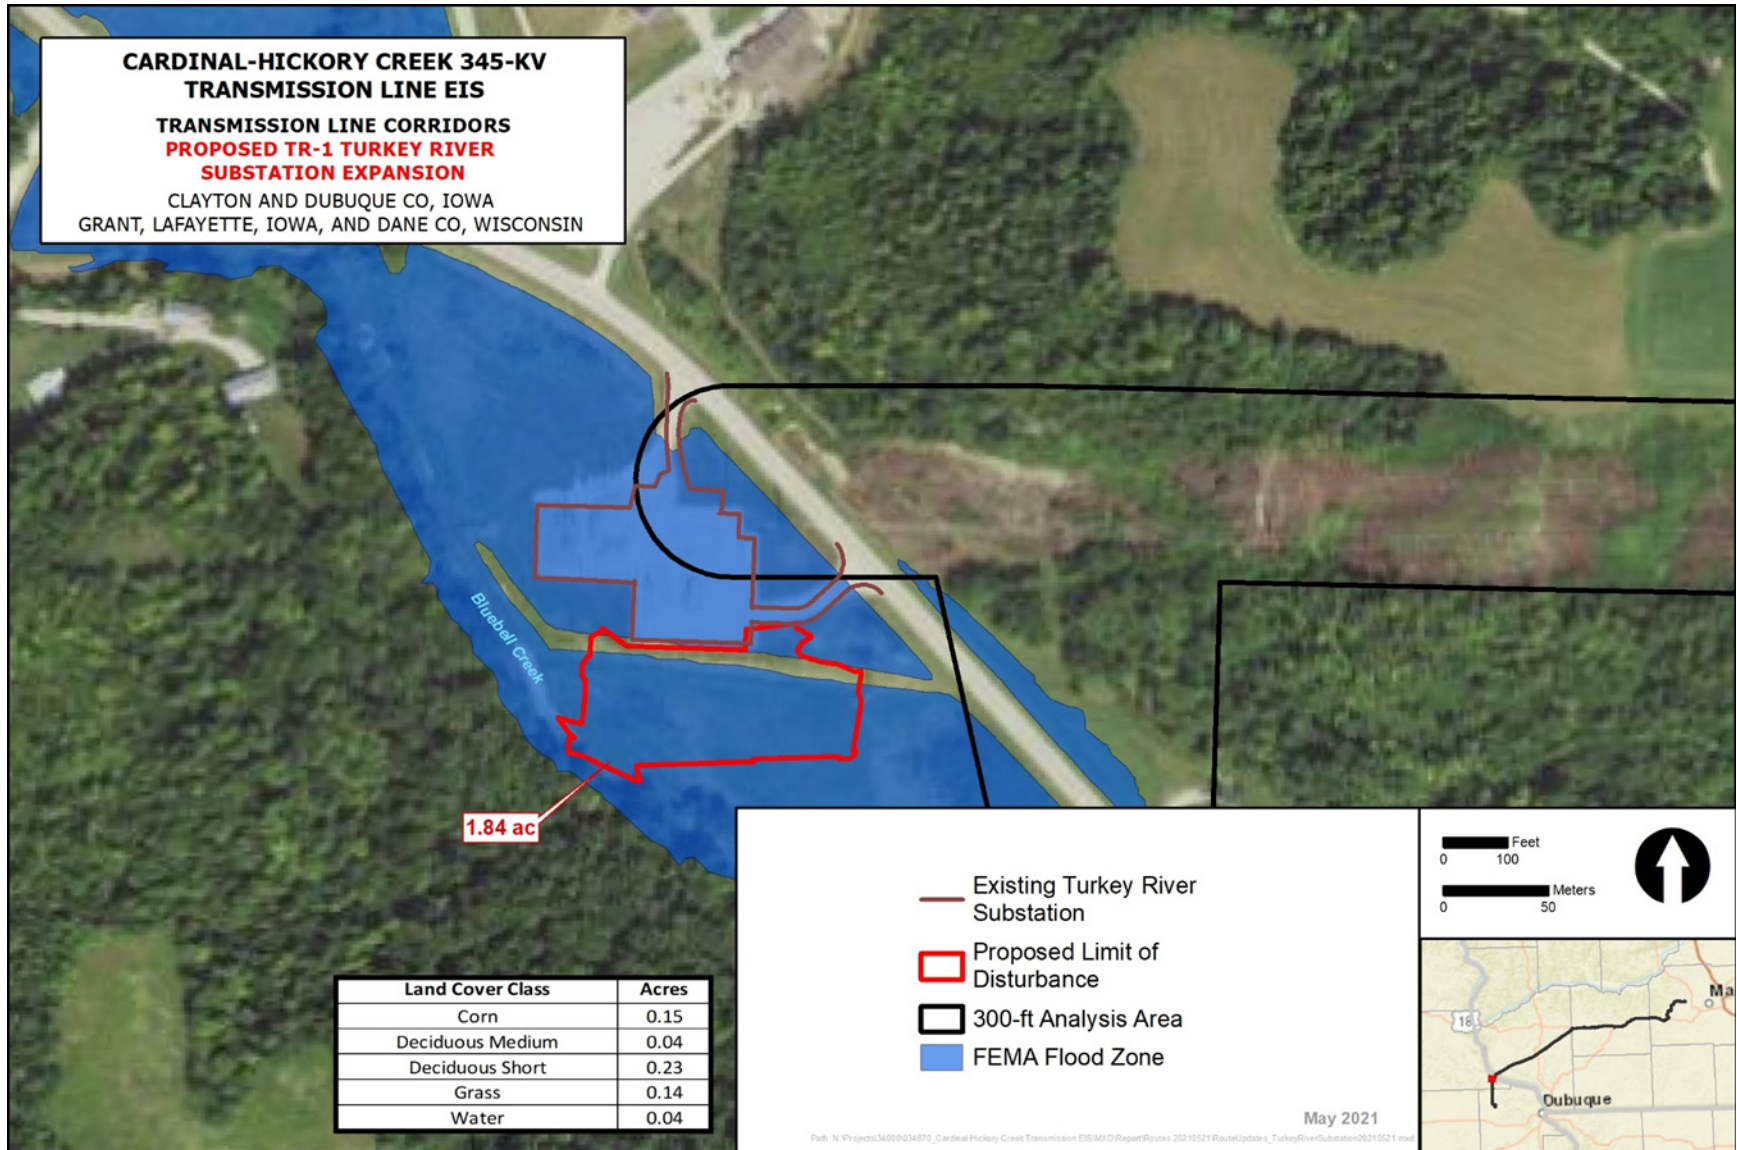 CARDINAL-HICKORY CREEK 345-KV
TRANSMISSION LINE EIS
TRANSMISSION LINE CORRIDORS
PROPOSED TR-1 TURKEY RIVER
SUBSTATION EXPANSION
CLAYTON AND DUBUQUE CO, IOWA
GRANT, LAFAYETTE, IOWA, AND DANE CO, WISCONSIN
Bluebell Creek
1.84 ac
Land Cover Class Acres
Corn 0.15
Deciduous Medium 0.04
Deciduous Short 0.23
Grass 0.14
Water 0.04
Existing Turkey River
Substation
Proposed Limit of
Disturbance
300-ft Analysis Area
FEMA Flood Zone
May 2021
Feet
0 100
Meters
0 50
Ma
18
Dubuque